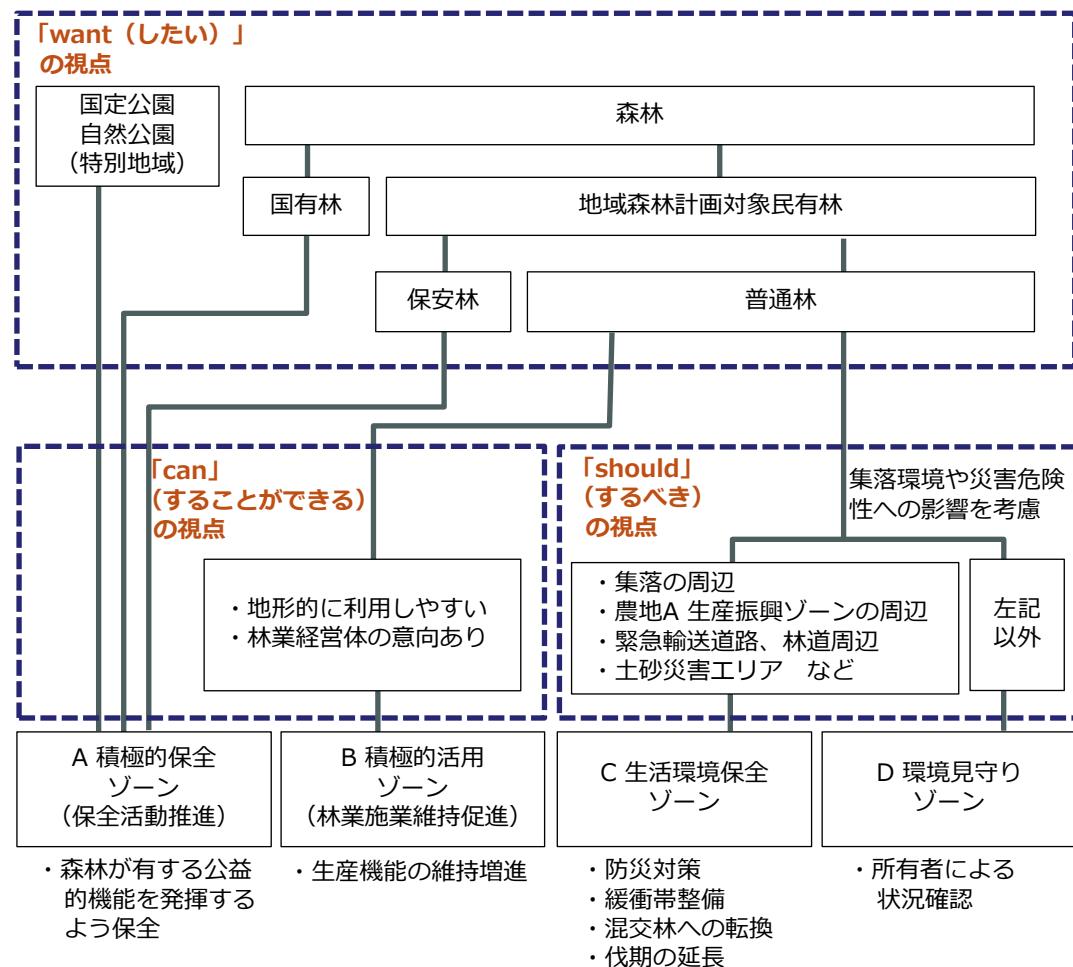 「want（したい）」
の視点
国定公園
自然公園
（特別地域）
森林
国有林
地域森林計画対象民有林
保安林
普通林
「can」
（することができる）
の視点
・地形的に利用しやすい
・林業経営体の意向あり
「should」
（するべき）
の視点
集落環境や災害危険
性への影響を考慮
・集落の周辺
・農地A 生産振興ゾーンの周辺
・緊急輸送道路、林道周辺
・土砂災害エリア　など
左記
以外
A 積極的保全
ゾーン
（保全活動推進）
B 積極的活用
ゾーン
（林業施業維持促進）
C 生活環境保全
ゾーン
D 環境見守り
ゾーン
・森林が有する公益
的機能を発揮する
よう保全
・生産機能の維持増進
・防災対策
・緩衝帯整備
・混交林への転換
・伐期の延長
・所有者による
状況確認